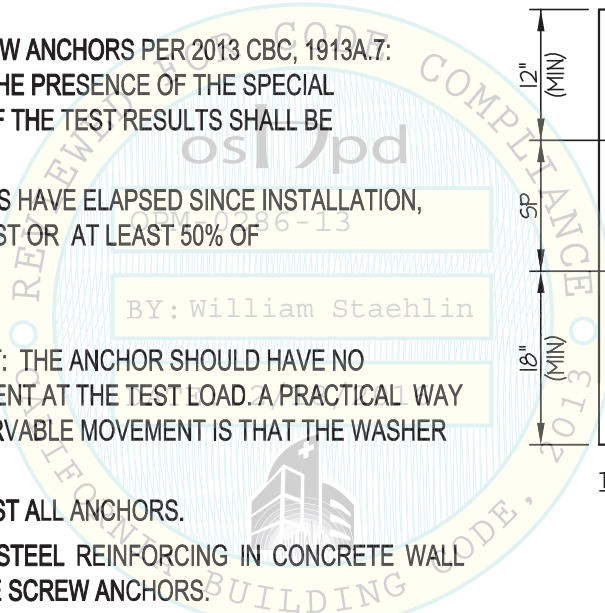 W ANCHORS PER 2013 CBC, 1913A.7:
HE PRESENCE OF THE SPECIAL
F THE TEST RESULTS SHALL BE
S HAVE ELAPSED SINCE INSTALLATION,
ST OR AT LEAST 50% OF
T: THE ANCHOR SHOULD HAVE NO
ENT AT THE TEST LOAD. A PRACTICAL WAY
RVABLE MOVEMENT IS THAT THE WASHER
ST ALL ANCHORS.
STEEL REINFORCING IN CONCRETE WALL
E SCREW ANCHORS.
REVIEWED FOR CODE COMPLIANCE
oshpd
OPM-0286-13
BY: William Staehlin
CALIFORNIA BUILDING CODE, 2013
12"
(MIN)
SP
18"
(MIN)